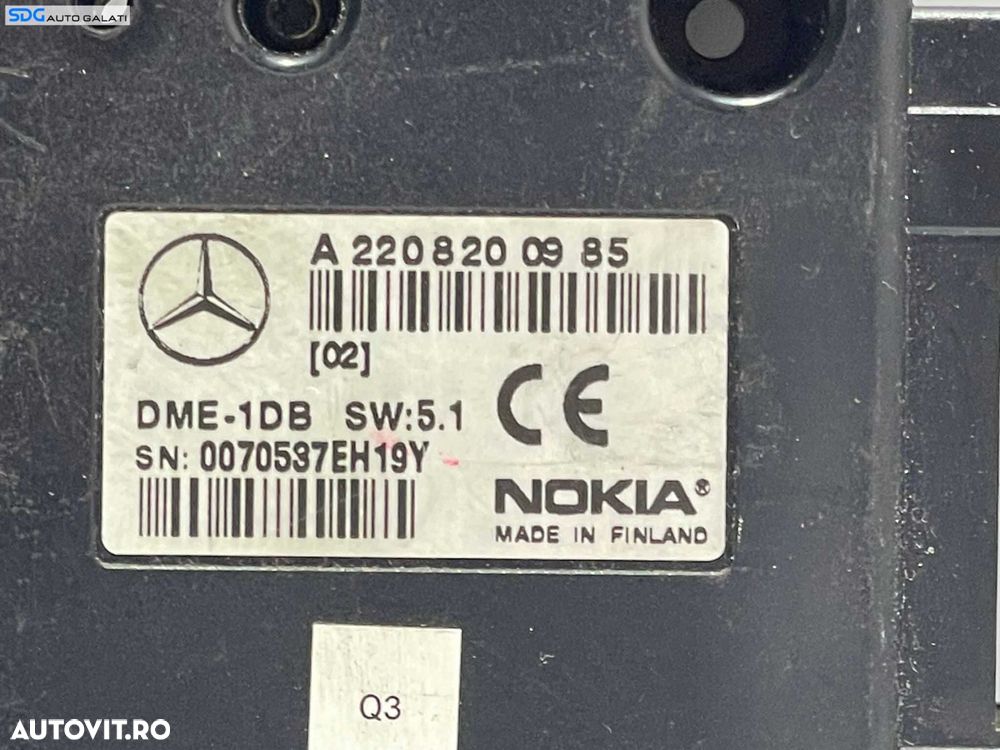 SDG AUTO GALATI
A 220 820 09 85
[02]
DME-1DB SW:5.1
SN: 0070537EH19Y
CE
NOKIA®
MADE IN FINLAND
Q3
AUTOVIT.RO